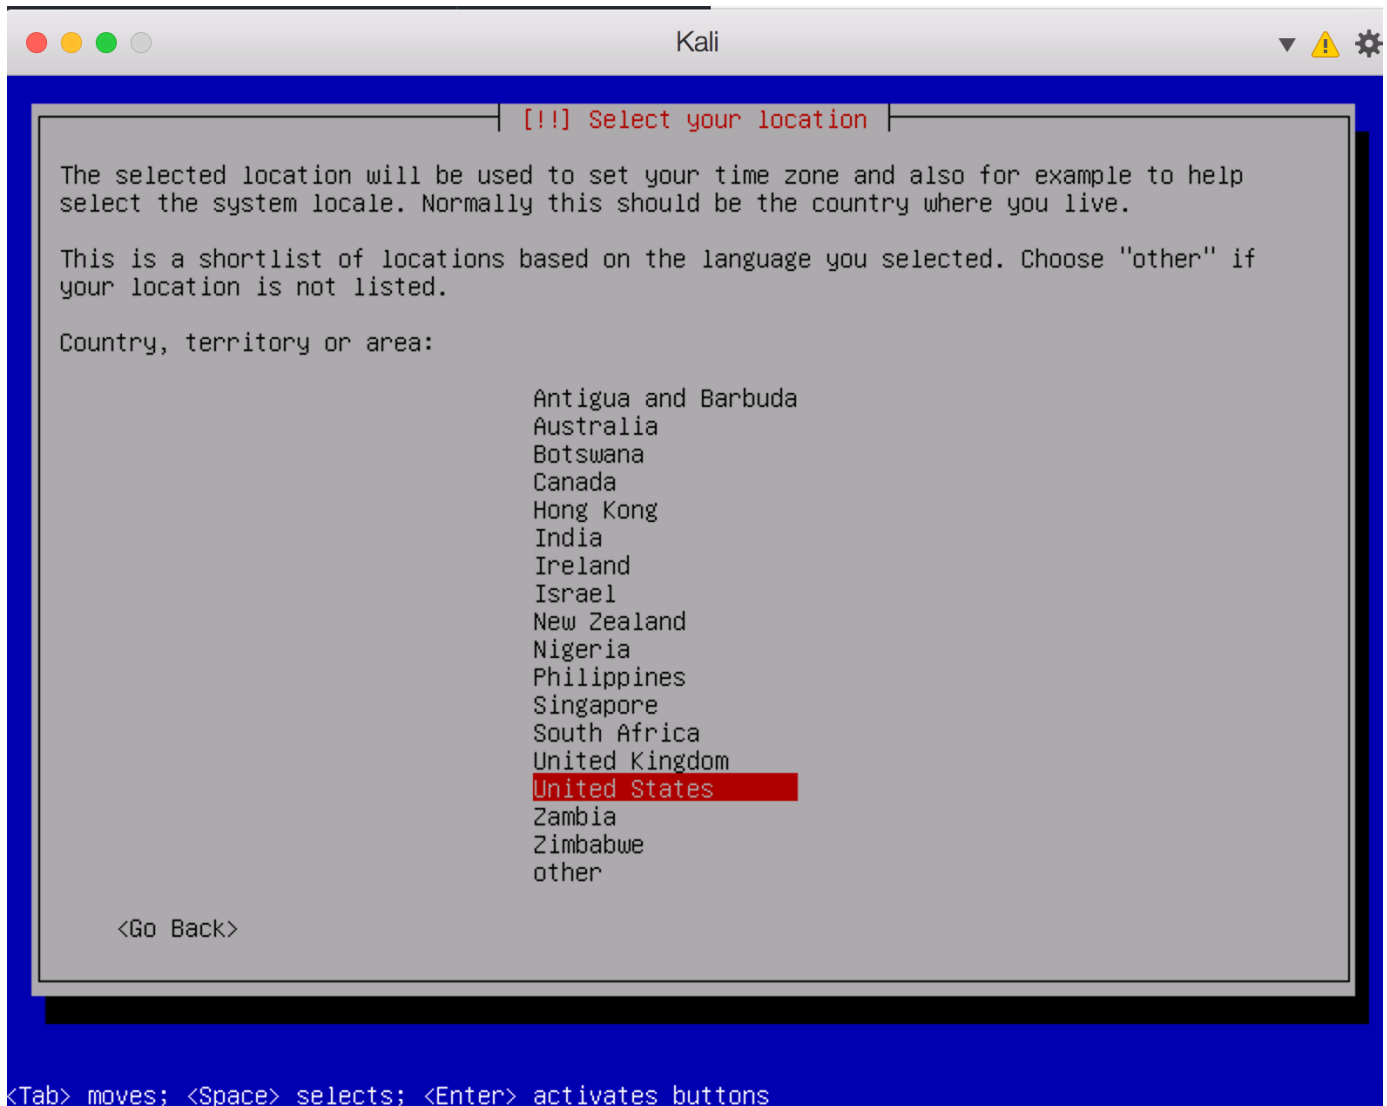 Kali
[!!] Select your location
The selected location will be used to set your time zone and also for example to help
select the system locale. Normally this should be the country where you live.
This is a shortlist of locations based on the language you selected. Choose "other" if
your location is not listed.
Country, territory or area:
Antigua and Barbuda
Australia
Botswana
Canada
Hong Kong
India
Ireland
Israel
New Zealand
Nigeria
Philippines
Singapore
South Africa
United Kingdom
United States
Zambia
Zimbabwe
other
<Go Back>
<Tab> moves; <Space> selects; <Enter> activates buttons